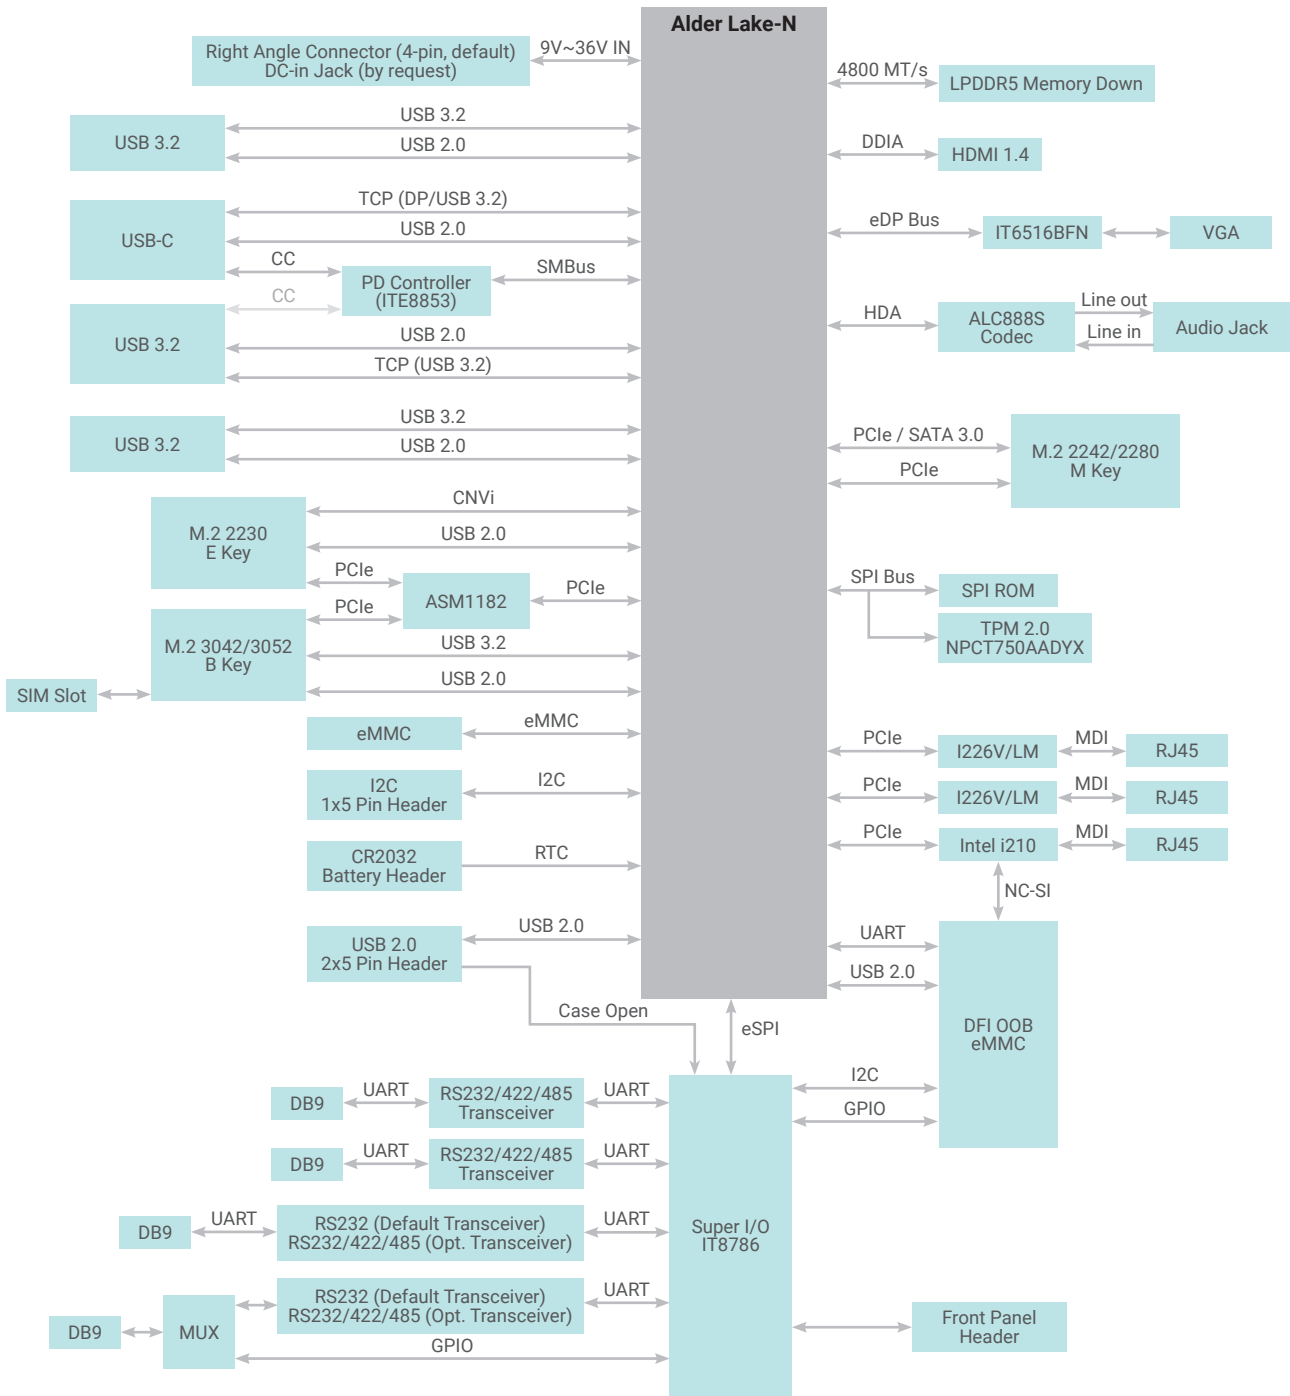 Alder Lake-N
Right Angle Connector (4-pin, default)
DC-in Jack (by request)
9V~36V IN
USB 3.2
USB 3.2
USB 2.0
USB-C
TCP (DP/USB 3.2)
USB 2.0
CC
CC
PD Controller
(ITE8853)
SMBus
USB 3.2
USB 2.0
TCP (USB 3.2)
USB 3.2
USB 3.2
USB 2.0
M.2 2230
E Key
CNVi
USB 2.0
PCIe
PCIe
ASM1182
PCIe
M.2 3042/3052
B Key
USB 3.2
USB 2.0
SIM Slot
eMMC
eMMC
I2C
1x5 Pin Header
I2C
CR2032
Battery Header
RTC
USB 2.0
2x5 Pin Header
USB 2.0
Case Open
eSPI
4800 MT/s
LPDDR5 Memory Down
DDIA
HDMI 1.4
eDP Bus
IT6516BFN
VGA
HDA
ALC888S
Codec
Line out
Line in
Audio Jack
PCIe / SATA 3.0
PCIe
M.2 2242/2280
M Key
SPI Bus
SPI ROM
TPM 2.0
NPCT750AADYX
PCIe
I226V/LM
MDI
RJ45
PCIe
I226V/LM
MDI
RJ45
PCIe
Intel i210
MDI
RJ45
NC-SI
UART
USB 2.0
DFI OOB
eMMC
I2C
GPIO
DB9
UART
RS232/422/485
Transceiver
UART
DB9
UART
RS232/422/485
Transceiver
UART
DB9
UART
RS232 (Default Transceiver)
RS232/422/485 (Opt. Transceiver)
UART
DB9
MUX
RS232 (Default Transceiver)
RS232/422/485 (Opt. Transceiver)
UART
GPIO
Super I/O
IT8786
Front Panel
Header